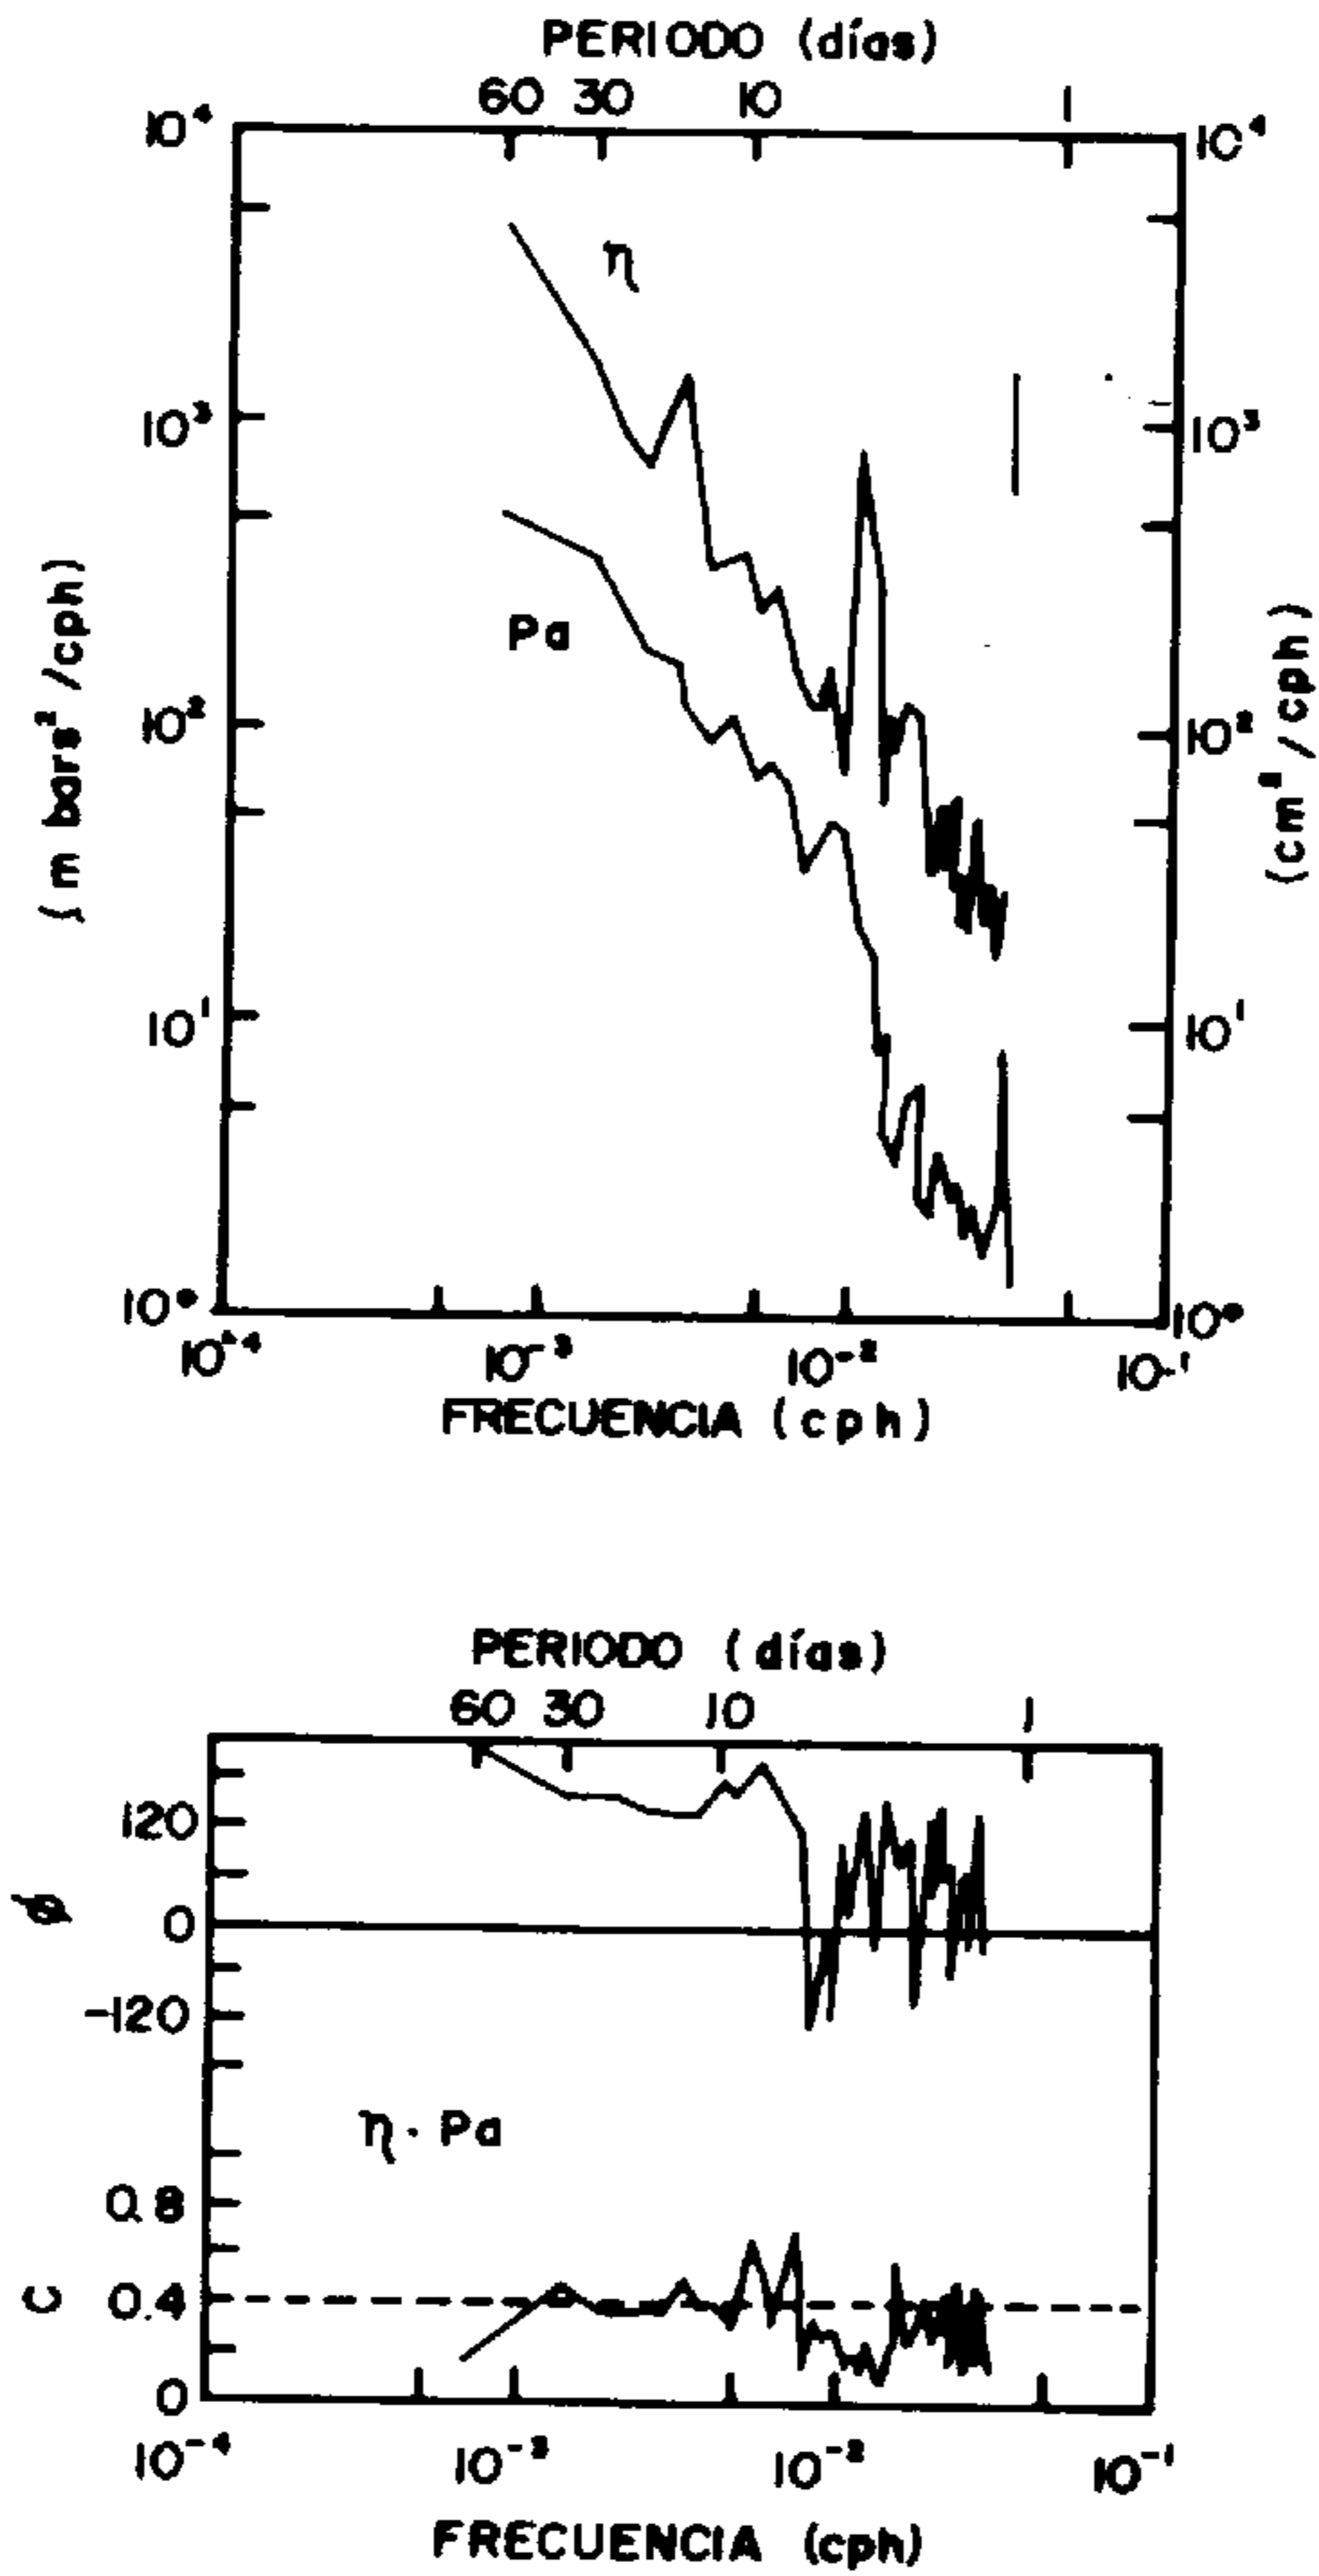 PERIODO (días)
60 30 10 1
10⁴ 10⁴
η
10³ 10³
Pa
(m bars²/cph) (cm²/cph)
10² 10²
10¹ 10¹
10⁰ 10⁰
10⁻⁴ 10⁻³ 10⁻² 10⁻¹
FRECUENCIA (cph)
PERIODO (días)
60 30 10 1
120
ϕ 0
-120
η · Pa
0.8
C 0.4
0
10⁻⁴ 10⁻³ 10⁻² 10⁻¹
FRECUENCIA (cph)